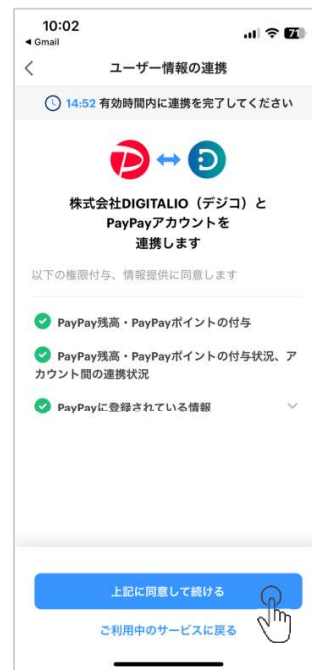 10:02
71
◀ Gmail
ユーザー情報の連携
14:52 有効時間内に連携を完了してください
株式会社DIGITALIO（デジコ）と
PayPayアカウントを
連携します
以下の権限付与、情報提供に同意します
PayPay残高・PayPayポイントの付与
PayPay残高・PayPayポイントの付与状況、ア
カウント間の連携状況
PayPayに登録されている情報
上記に同意して続ける
ご利用中のサービスに戻る